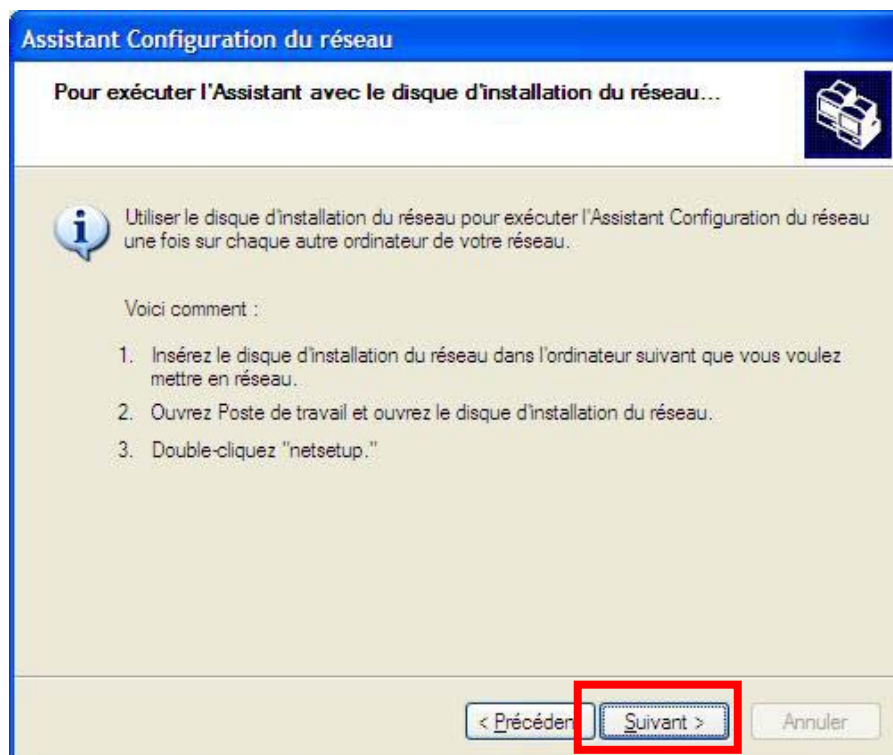 Assistant Configuration du réseau
Pour exécuter l'Assistant avec le disque d'installation du réseau...
Utiliser le disque d'installation du réseau pour exécuter l'Assistant Configuration du réseau
une fois sur chaque autre ordinateur de votre réseau.
Voici comment :
1. Insérez le disque d'installation du réseau dans l'ordinateur suivant que vous voulez
mettre en réseau.
2. Ouvrez Poste de travail et ouvrez le disque d'installation du réseau.
3. Double-cliquez "netsetup."
< Précéden Suivant > Annuler